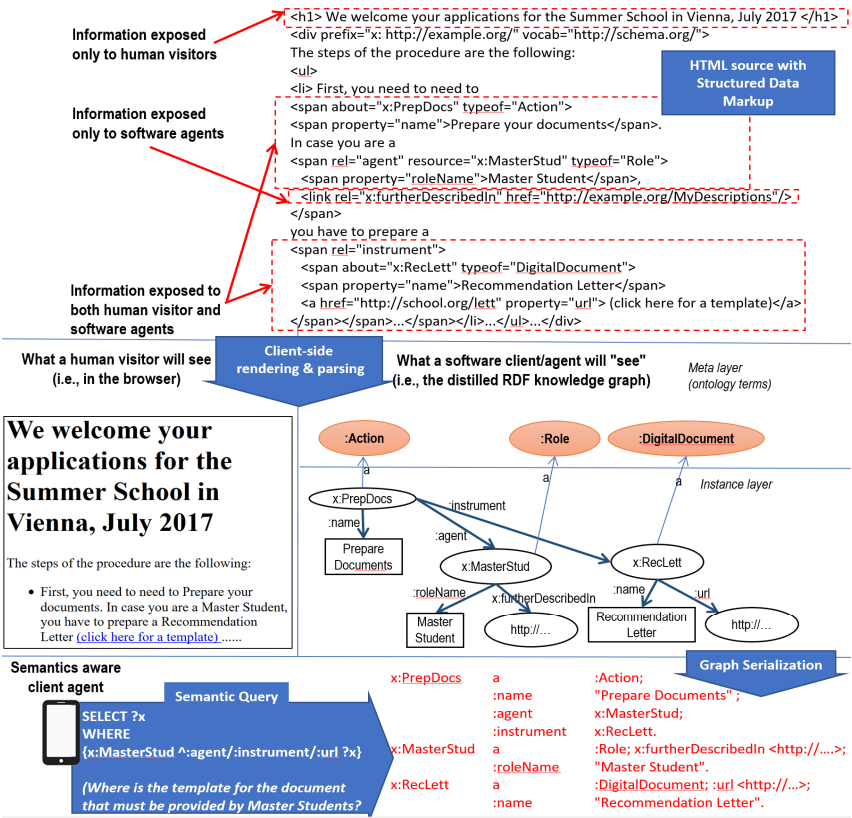 Information exposed
only to human visitors
Information exposed
only to software agents
Information exposed to
both human visitor and
software agents
<h1> We welcome your applications for the Summer School in Vienna, July 2017 </h1>
<div prefix="x: http://example.org/" vocab="http://schema.org/">
The steps of the procedure are the following:
<ul>
<li> First, you need to need to
<span about="x:PrepDocs" typeof="Action">
<span property="name">Prepare your documents</span>.
In case you are a
<span rel="agent" resource="x:MasterStud" typeof="Role">
<span property="roleName">Master Student</span>,
<link rel="x:furtherDescribedIn" href="http://example.org/MyDescriptions"/>
</span>
you have to prepare a
<span rel="instrument">
<span about="x:RecLett" typeof="DigitalDocument">
<span property="name">Recommendation Letter</span>
<a href="http://school.org/lett" property="url"> (click here for a template)</a>
</span></span>...</span></li>...</ul>...</div>
HTML source with
Structured Data
Markup
What a human visitor will see
(i.e., in the browser)
Client-side
rendering & parsing
What a software client/agent will "see"
(i.e., the distilled RDF knowledge graph)
Meta layer
(ontology terms)
We welcome your
applications for the
Summer School in
Vienna, July 2017
The steps of the procedure are the following:
• First, you need to need to Prepare your
documents. In case you are a Master Student,
you have to prepare a Recommendation
Letter (click here for a template) ......
:Action
:Role
:DigitalDocument
a
a
a
Instance layer
x:PrepDocs
:instrument
:name
:agent
Prepare
Documents
x:MasterStud
x:RecLett
:roleName
x:furtherDescribedIn
:name
:url
Master
Student
http://...
Recommendation
Letter
http://...
Semantics aware
client agent
Semantic Query
SELECT ?x
WHERE
{x:MasterStud ^:agent/:instrument/:url ?x}
(Where is the template for the document
that must be provided by Master Students?
Graph Serialization
x:PrepDocs a :Action;
:name "Prepare Documents" ;
:agent x:MasterStud;
:instrument x:RecLett.
x:MasterStud a :Role; x:furtherDescribedIn <http://....>;
:roleName "Master Student".
x:RecLett a :DigitalDocument; :url <http://...>;
:name "Recommendation Letter".